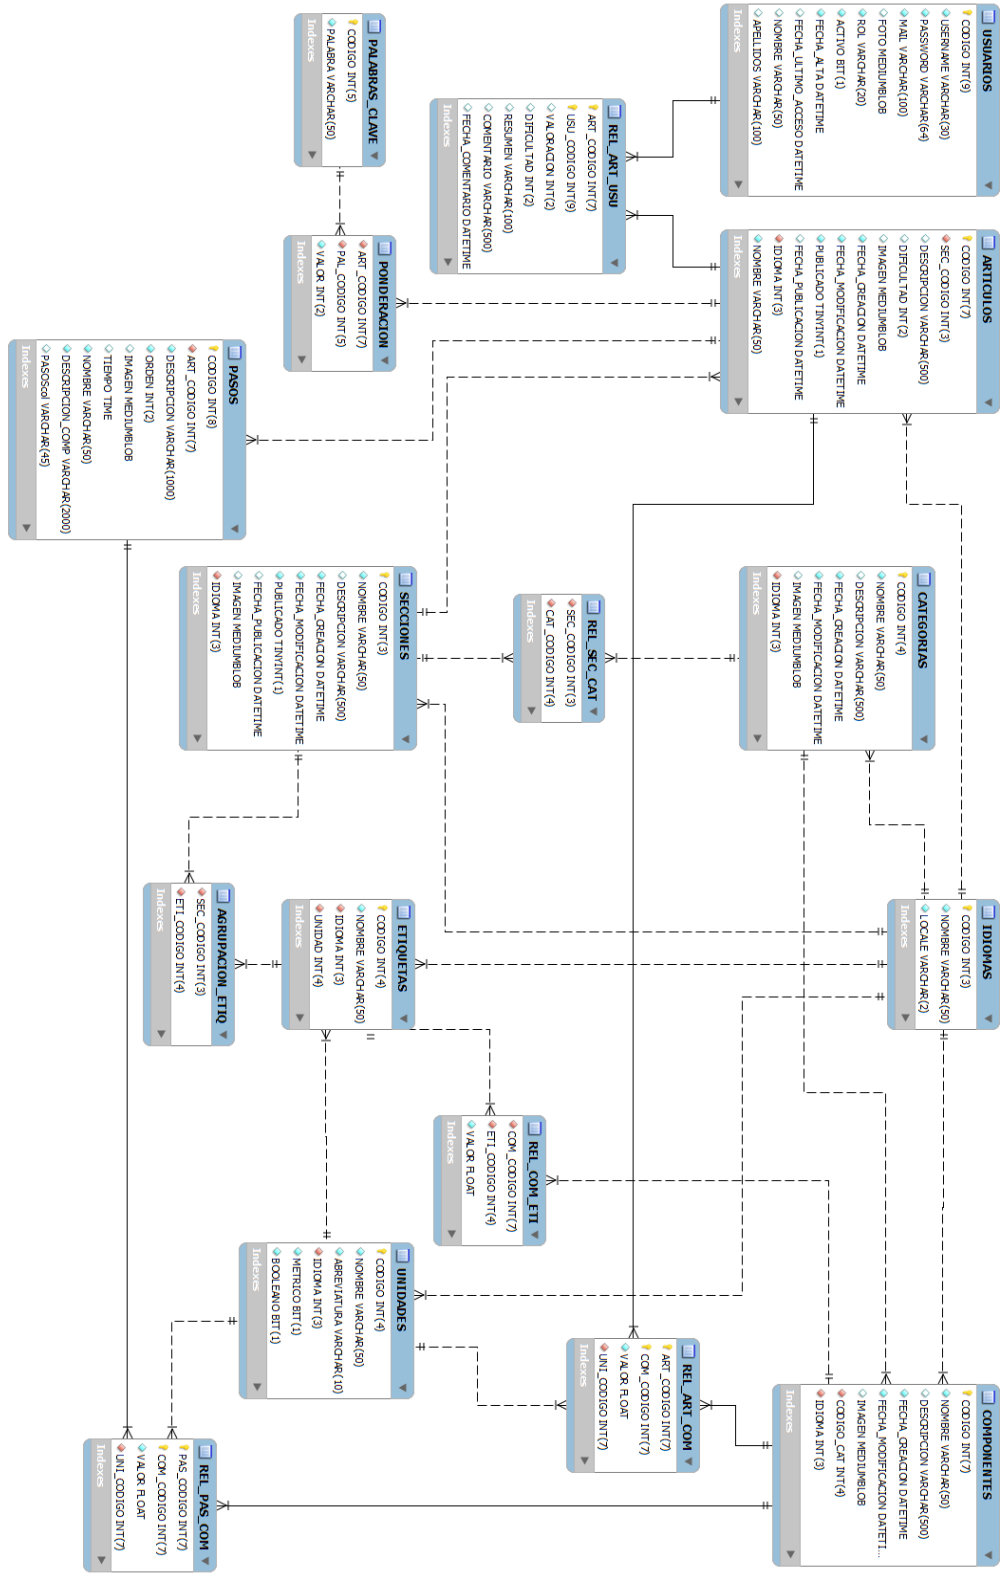 USUARIOS
CODIGO INT(9)
USERNAME VARCHAR(30)
PASSWORD VARCHAR(64)
MAIL VARCHAR(100)
FOTO MEDIUMBLOB
ROL VARCHAR(20)
ACTIVO BIT(1)
FECHA_ALTA DATETIME
FECHA_ULTIMO_ACCESO DATETIME
NOMBRE VARCHAR(50)
APELLIDOS VARCHAR(100)
Indexes
ARTICULOS
CODIGO INT(7)
SEC_CODIGO INT(3)
DESCRIPCION VARCHAR(500)
DIFICULTAD INT(2)
IMAGEN MEDIUMBLOB
FECHA_CREACION DATETIME
FECHA_MODIFICACION DATETIME
PUBLICADO TINYINT(1)
FECHA_PUBLICACION DATETIME
IDIOMA INT(3)
NOMBRE VARCHAR(50)
Indexes
CATEGORIAS
CODIGO INT(4)
NOMBRE VARCHAR(50)
DESCRIPCION VARCHAR(500)
FECHA_CREACION DATETIME
FECHA_MODIFICACION DATETIME
IMAGEN MEDIUMBLOB
IDIOMA INT(3)
Indexes
IDIOMAS
CODIGO INT(3)
NOMBRE VARCHAR(50)
LOCALE VARCHAR(2)
Indexes
COMPONENTES
CODIGO INT(7)
NOMBRE VARCHAR(50)
DESCRIPCION VARCHAR(500)
FECHA_CREACION DATETIME
FECHA_MODIFICACION DATETI...
IMAGEN MEDIUMBLOB
CODIGO_CAT INT(4)
IDIOMA INT(3)
Indexes
REL_ART_USU
ART_CODIGO INT(7)
USU_CODIGO INT(9)
VALORACION INT(2)
DIFICULTAD INT(2)
RESUMEN VARCHAR(100)
COMENTARIO VARCHAR(500)
FECHA_COMENTARIO DATETIME
Indexes
REL_SEC_CAT
SEC_CODIGO INT(3)
CAT_CODIGO INT(4)
Indexes
REL_COM_ETI
COM_CODIGO INT(7)
ETI_CODIGO INT(4)
VALOR FLOAT
Indexes
REL_ART_COM
ART_CODIGO INT(7)
COM_CODIGO INT(7)
VALOR FLOAT
UNI_CODIGO INT(7)
Indexes
PALABRAS_CLAVE
CODIGO INT(5)
PALABRA VARCHAR(50)
Indexes
PONDERACION
ART_CODIGO INT(7)
PAL_CODIGO INT(5)
VALOR INT(2)
Indexes
SECCIONES
CODIGO INT(3)
NOMBRE VARCHAR(50)
DESCRIPCION VARCHAR(500)
FECHA_CREACION DATETIME
FECHA_MODIFICACION DATETIME
PUBLICADO TINYINT(1)
FECHA_PUBLICACION DATETIME
IMAGEN MEDIUMBLOB
IDIOMA INT(3)
Indexes
ETIQUETAS
CODIGO INT(4)
NOMBRE VARCHAR(50)
IDIOMA INT(3)
UNIDAD INT(4)
Indexes
UNIDADES
CODIGO INT(4)
NOMBRE VARCHAR(50)
ABREVIATURA VARCHAR(10)
IDIOMA INT(3)
METRICO BIT(1)
BOOLEANO BIT(1)
Indexes
PASOS
CODIGO INT(8)
ART_CODIGO INT(7)
DESCRIPCION VARCHAR(1000)
ORDEN INT(2)
IMAGEN MEDIUMBLOB
TIEMPO TIME
NOMBRE VARCHAR(50)
DESCRIPCION_COMP VARCHAR(2000)
PASOScol VARCHAR(45)
Indexes
AGRUPACION_ETIQ
SEC_CODIGO INT(3)
ETI_CODIGO INT(4)
Indexes
REL_PAS_COM
PAS_CODIGO INT(7)
COM_CODIGO INT(7)
VALOR FLOAT
UNI_CODIGO INT(7)
Indexes